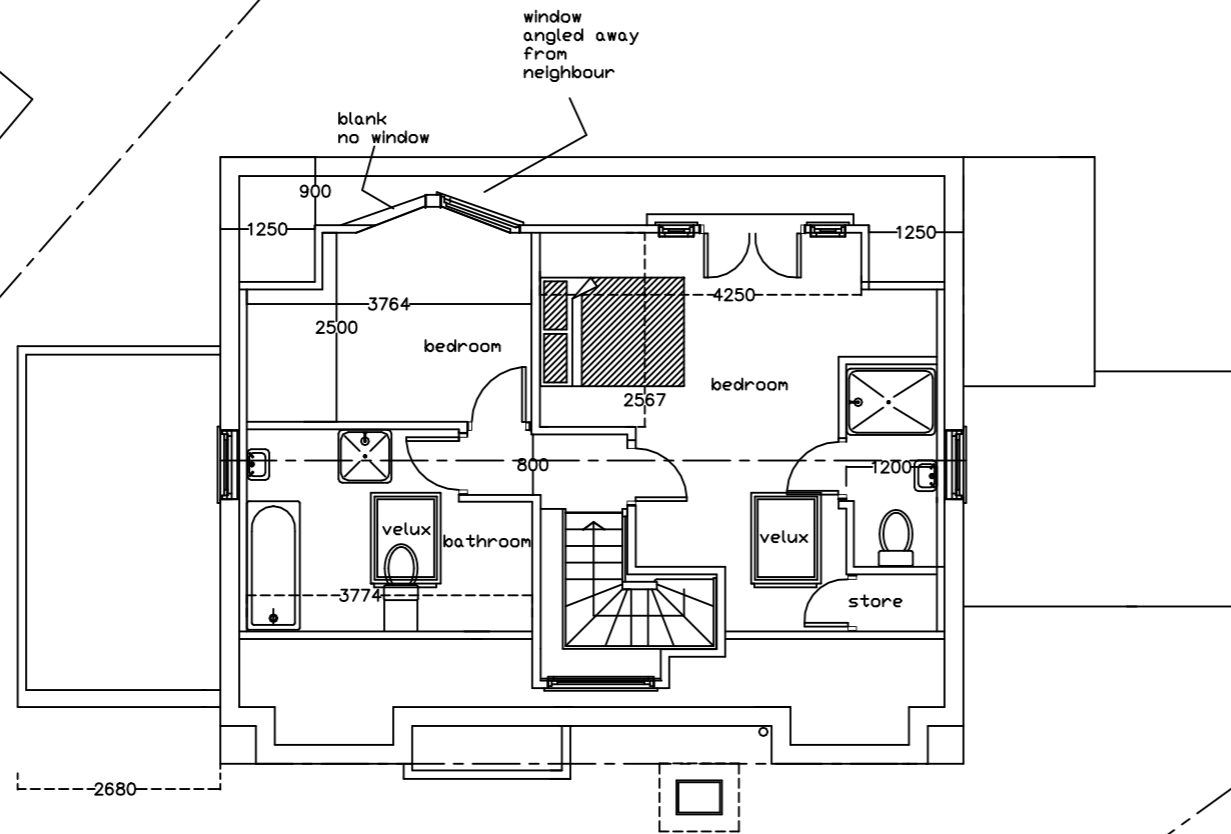 window
angled away
from
neighbour
blank
no window
900
1250
1250
3764
4250
2500
bedroom
bedroom
2567
800
1200
velux
bathroom
velux
3774
store
2680